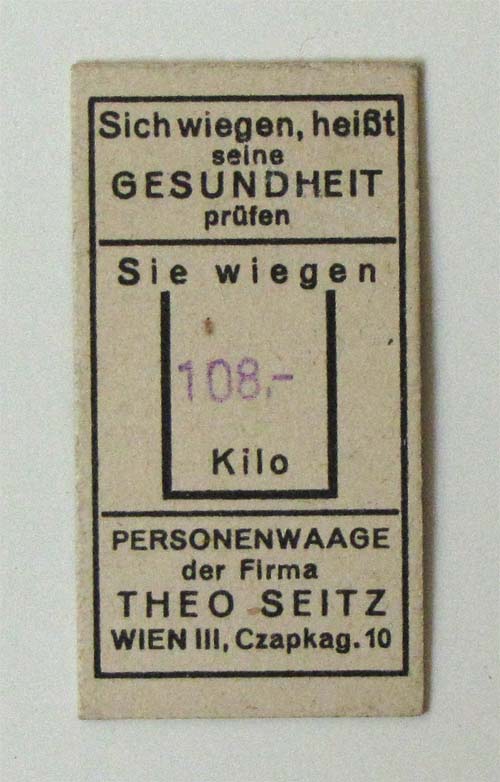 Sich wiegen, heißt
seine
GESUNDHEIT
prüfen
Sie wiegen
108,-
Kilo
PERSONENWAAGE
der Firma
THEO SEITZ
WIEN III, Czapkag. 10